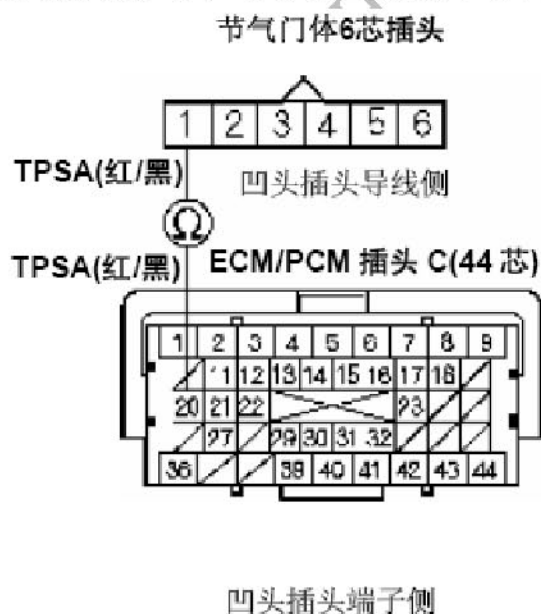 节气门体6芯插头
1 2 3 4 5 6
TPSA(红/黑)
凹头插头导线侧
Ω
TPSA(红/黑)
ECM/PCM 插头 C(44 芯)
1 2 3 4 5 6 7 8 9
11 12 13 14 15 16 17 18
20 21 22 23
27 29 30 31 32
36 39 40 41 42 43 44
凹头插头端子侧